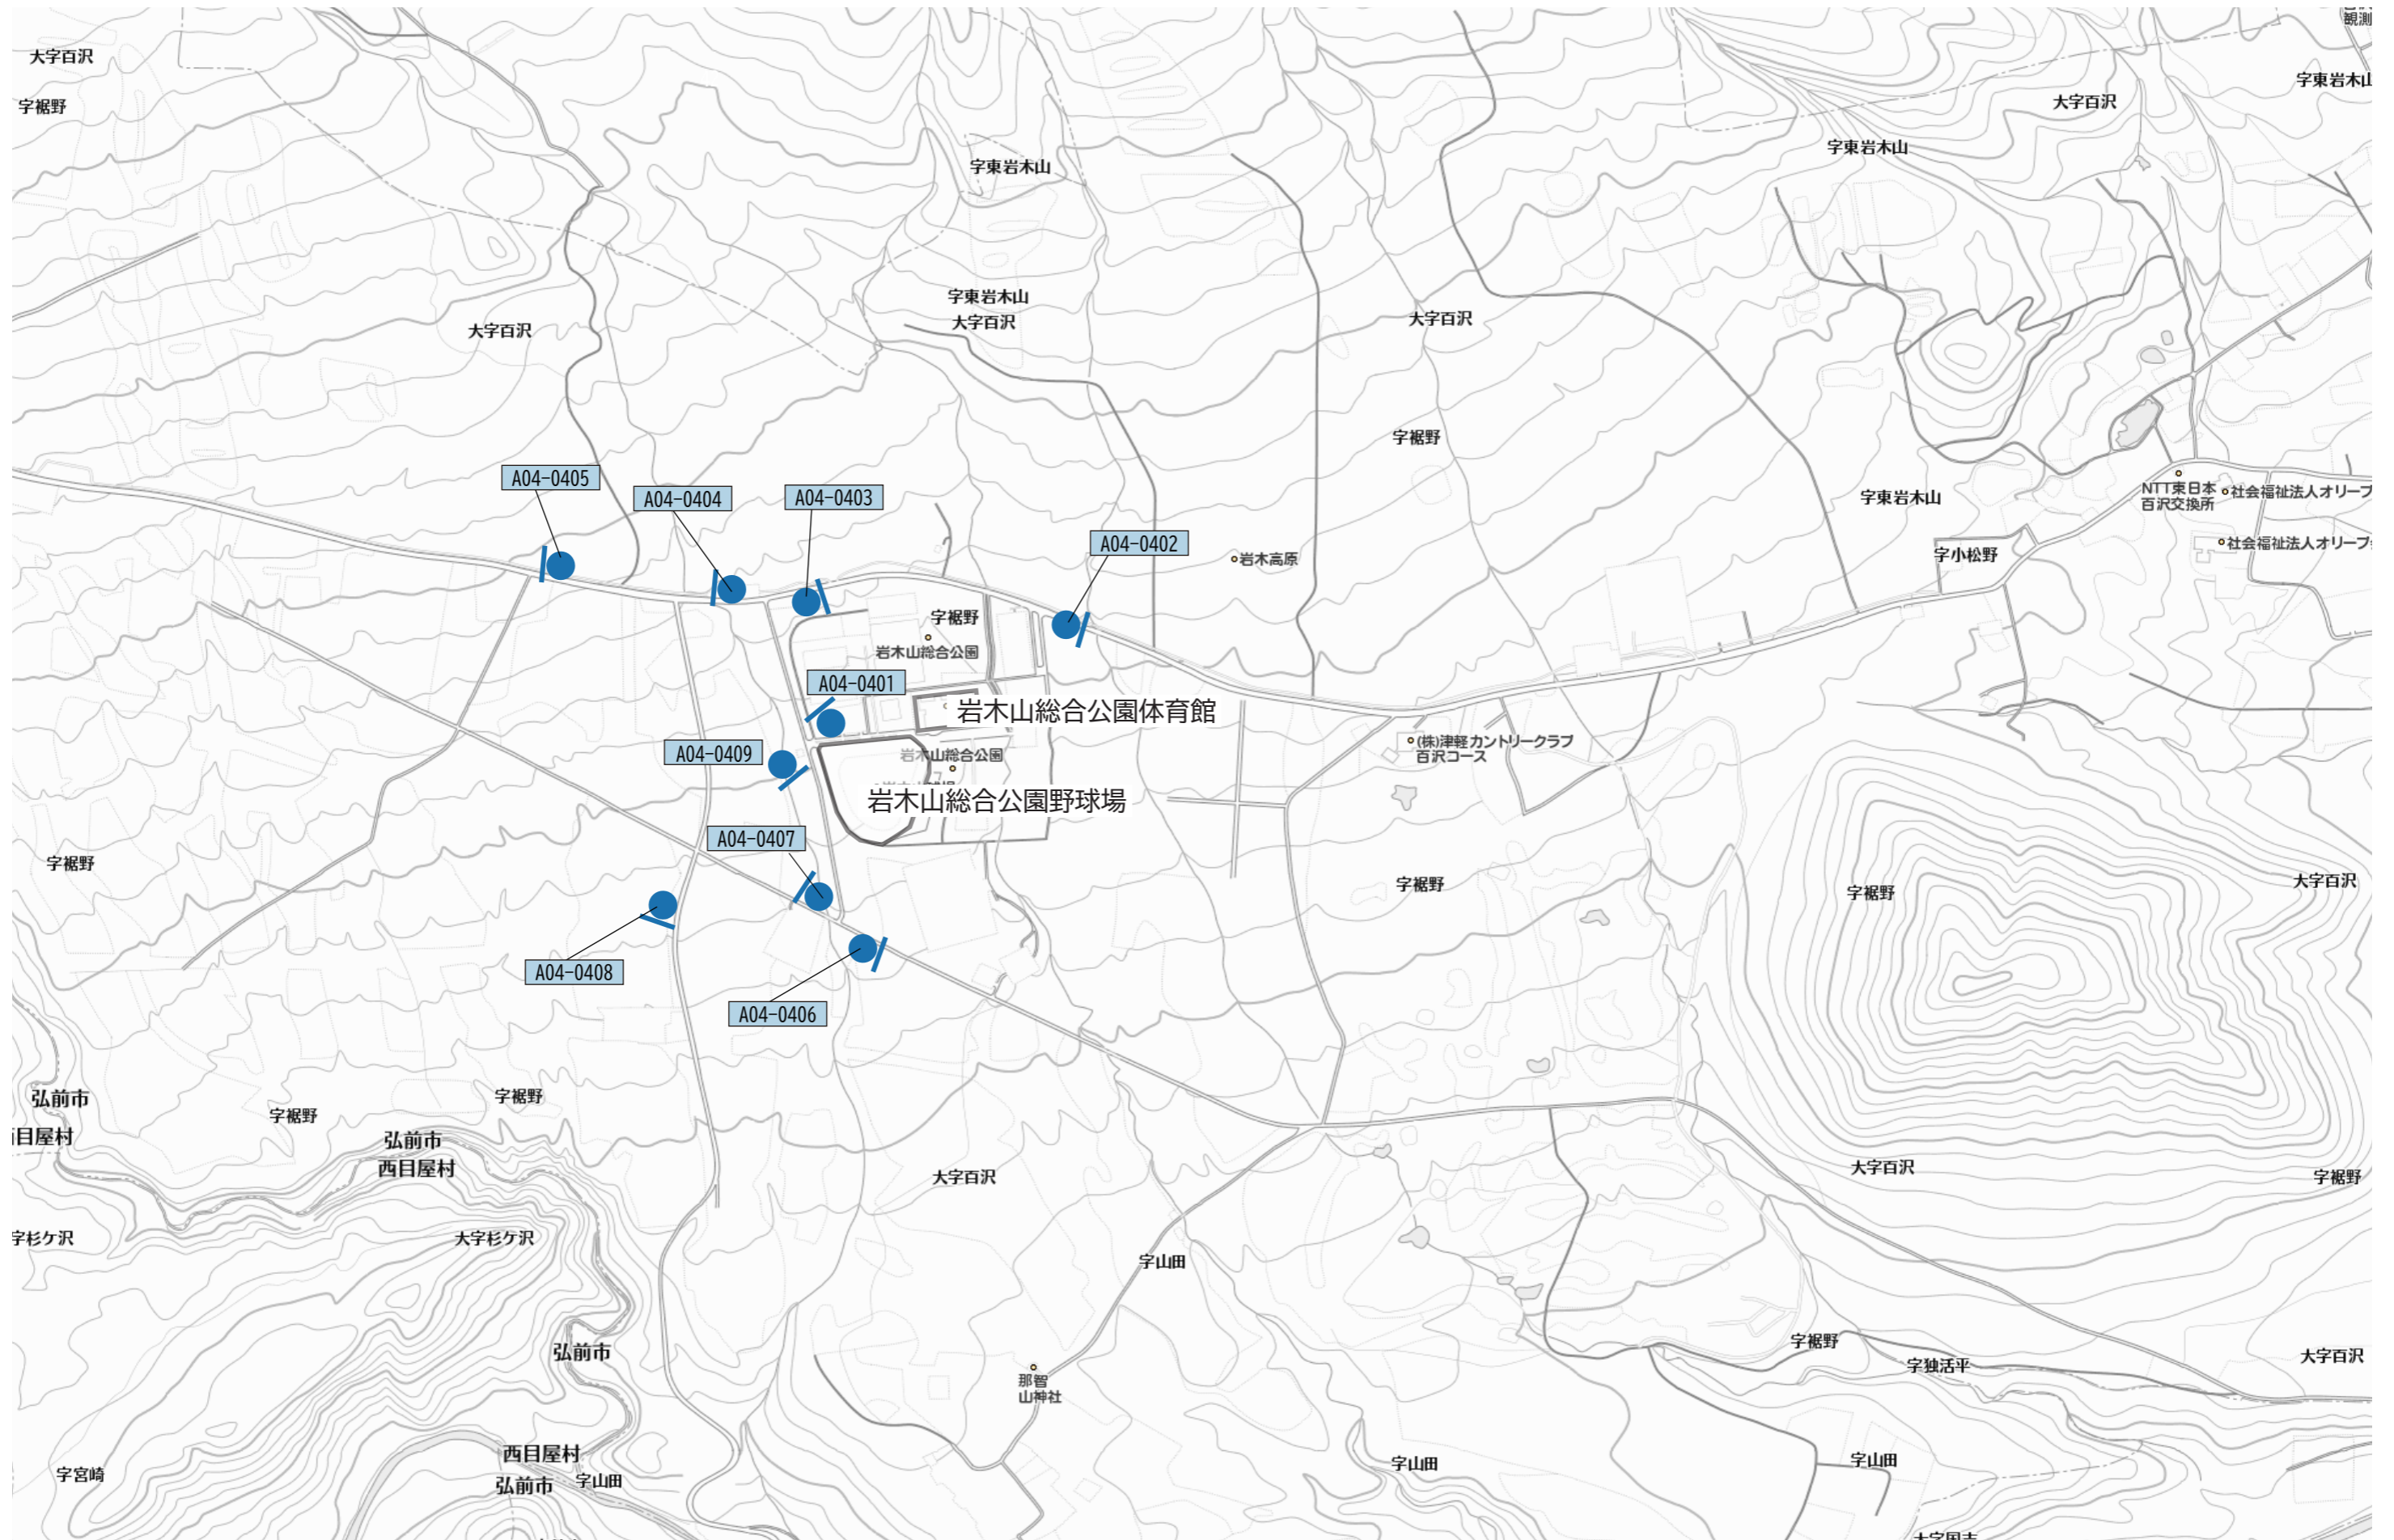 大字百沢
字裾野
字東岩木山
大字百沢
字東岩木山
字東岩木山
字東岩木山
大字百沢
大字百沢
大字百沢
字裾野
A04-0405
A04-0404
A04-0403
A04-0402
NTT東日本
百沢交換所
社会福祉法人オリーブ
字東岩木山
社会福祉法人オリーブ
字小松野
岩木高原
字裾野
岩木山総合公園
A04-0401
岩木山総合公園体育館
(株)津軽カントリークラブ
百沢コース
A04-0409
岩木山総合公園
岩木山総合公園野球場
A04-0407
字裾野
字裾野
字裾野
大字百沢
A04-0408
A04-0406
弘前市
目屋村
字裾野
字裾野
弘前市
西目屋村
大字百沢
大字百沢
字裾野
字杉ケ沢
大字杉ケ沢
字山田
弘前市
字裾野
字独活平
大字百沢
那智
山神社
西目屋村
弘前市
字山田
字宮崎
字山田
字山田